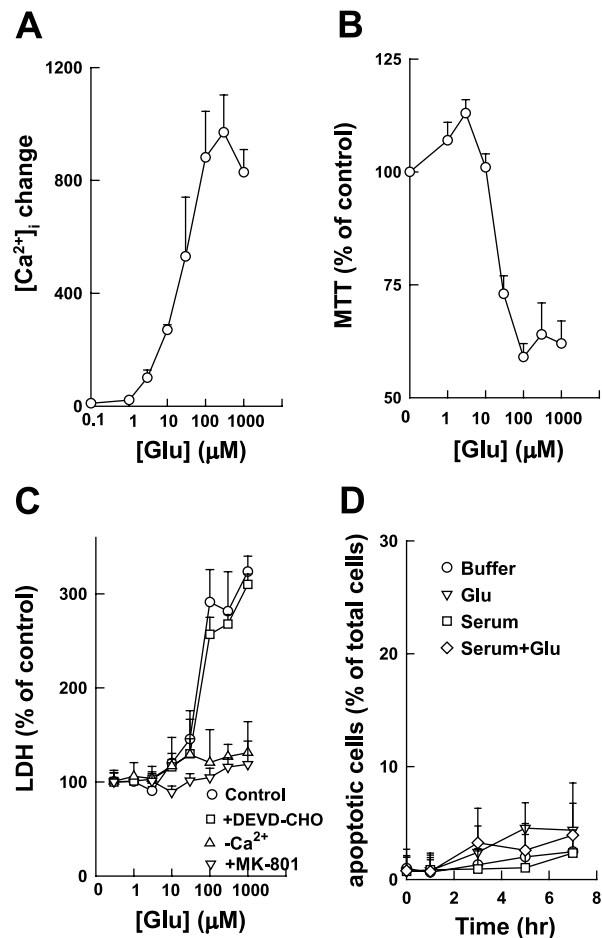 A
1200
800
400
0
[Ca²⁺]ᵢ change
0.1 1 10 100 1000
[Glu] (μM)
B
125
100
75
50
MTT (% of control)
0 1 10 100 1000
[Glu] (μM)
C
300
200
100
0
LDH (% of control)
Control
+DEVD-CHO
-Ca²⁺
+MK-801
0 1 10 100 1000
[Glu] (μM)
D
30
20
10
0
apoptotic cells (% of total cells)
Buffer
Glu
Serum
Serum+Glu
0 2 4 6 8
Time (hr)